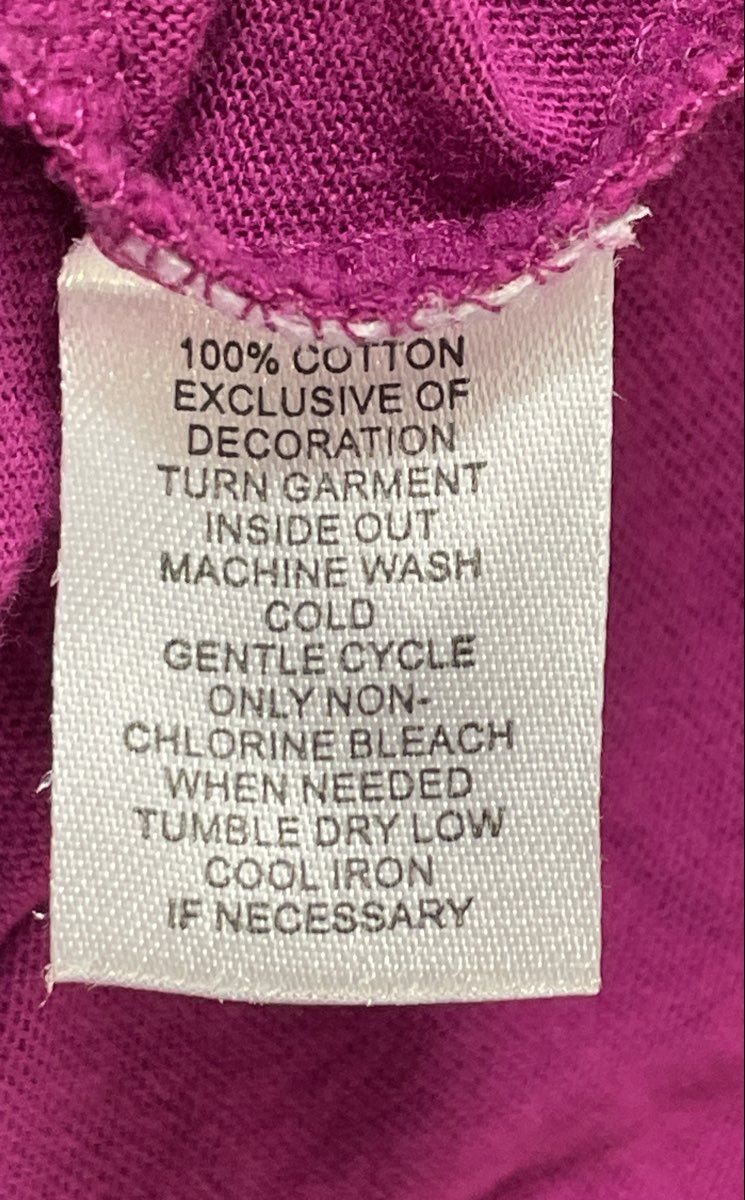 100% COTTON
EXCLUSIVE OF
DECORATION
TURN GARMENT
INSIDE OUT
MACHINE WASH
COLD
GENTLE CYCLE
ONLY NON-
CHLORINE BLEACH
WHEN NEEDED
TUMBLE DRY LOW
COOL IRON
IF NECESSARY